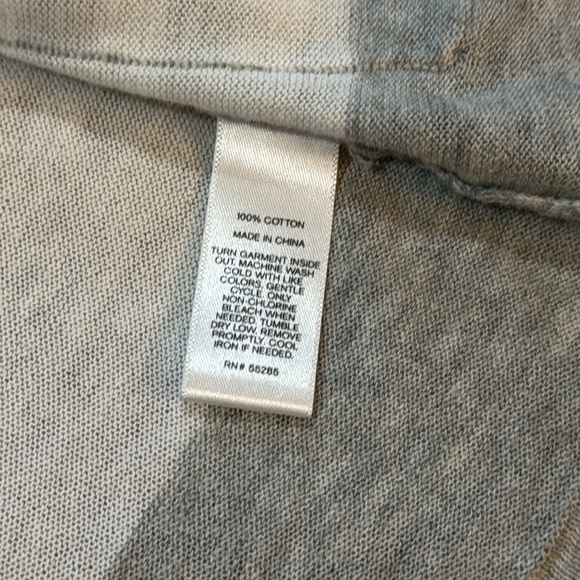 100% COTTON
MADE IN CHINA
TURN GARMENT INSIDE
OUT. MACHINE WASH
COLD WITH LIKE
COLORS, GENTLE
CYCLE. ONLY
NON-CHLORINE
BLEACH WHEN
NEEDED. TUMBLE
DRY LOW. REMOVE
PROMPTLY. COOL
IRON IF NEEDED.
RN# 55285